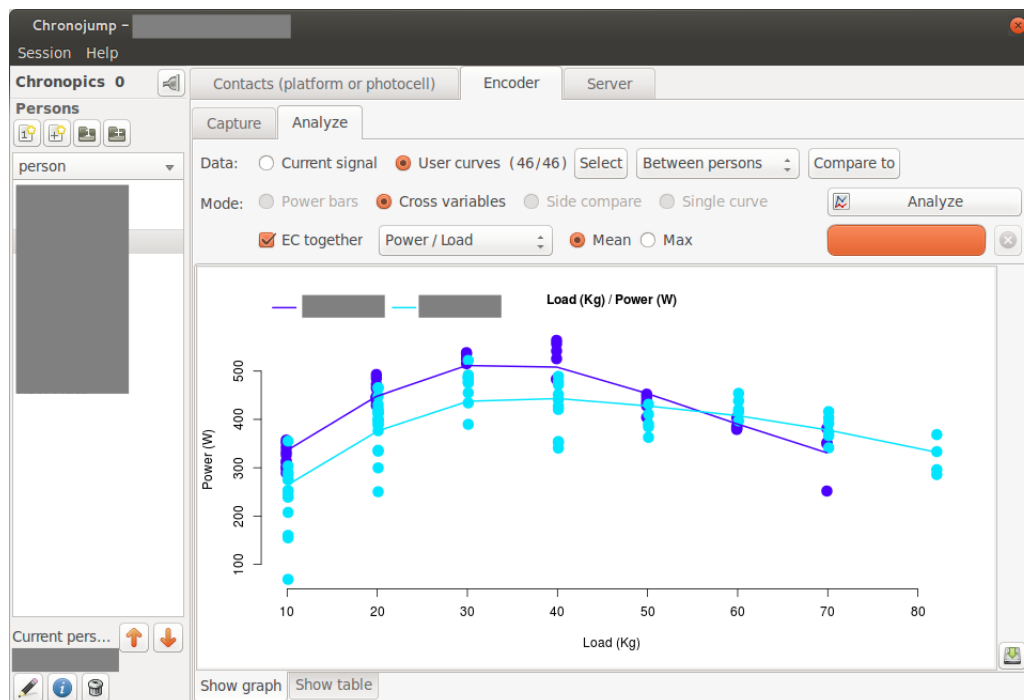 Chronojump –
Session Help
Chronopics 0
Persons
person
Current pers...
Contacts (platform or photocell) Encoder Server
Capture Analyze
Data: Current signal User curves (46/46) Select Between persons Compare to
Mode: Power bars Cross variables Side compare Single curve Analyze
EC together Power / Load Mean Max
Load (Kg) / Power (W)
Power (W)
500
400
300
200
100
10 20 30 40 50 60 70 80
Load (Kg)
Show graph Show table